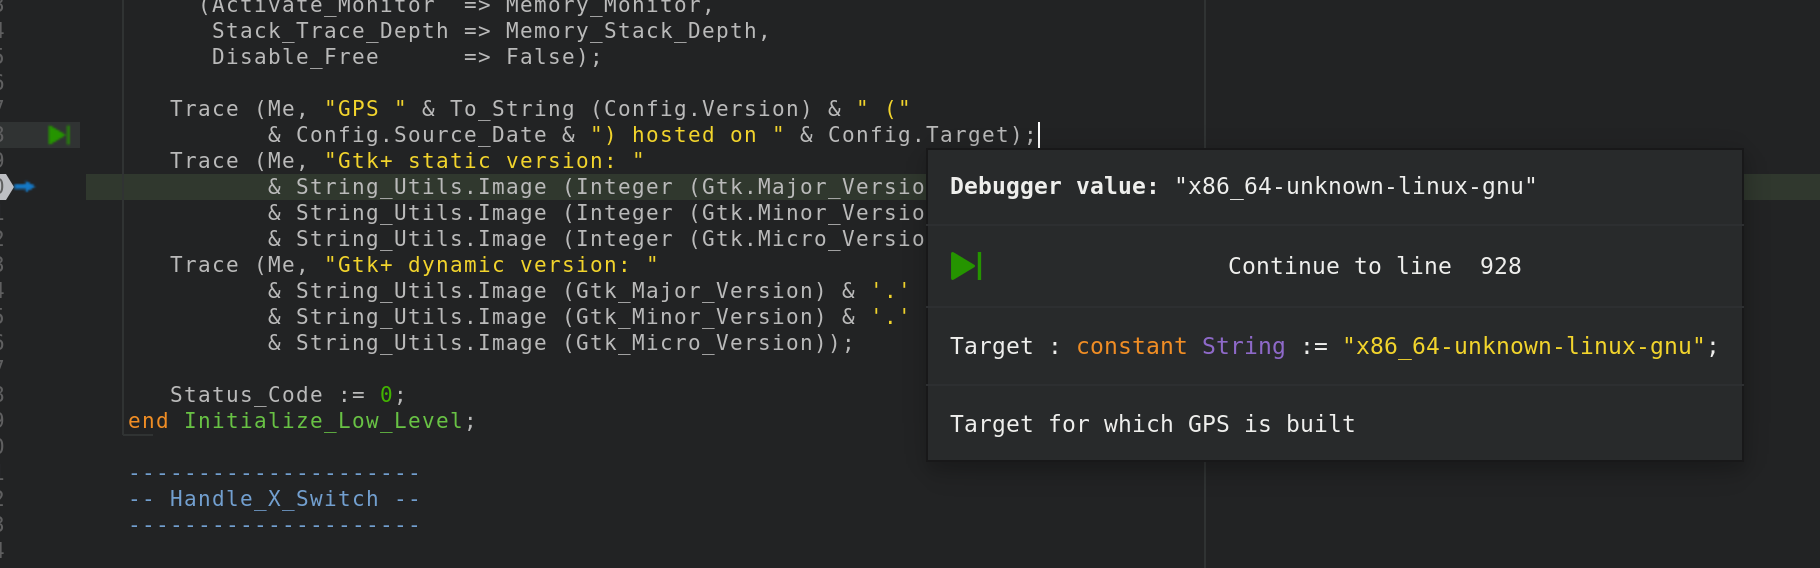 (Activate_Monitor  => Memory_Monitor,
Stack_Trace_Depth => Memory_Stack_Depth,
Disable_Free      => False);
Trace (Me, "GPS " & To_String (Config.Version) & " ("
& Config.Source_Date & ") hosted on " & Config.Target);
Trace (Me, "Gtk+ static version: "
& String_Utils.Image (Integer (Gtk.Major_Versio
& String_Utils.Image (Integer (Gtk.Minor_Versio
& String_Utils.Image (Integer (Gtk.Micro_Versio
Trace (Me, "Gtk+ dynamic version: "
& String_Utils.Image (Gtk_Major_Version) & '.'
& String_Utils.Image (Gtk_Minor_Version) & '.'
& String_Utils.Image (Gtk_Micro_Version));
Status_Code := 0;
end Initialize_Low_Level;
---------------------
-- Handle_X_Switch --
---------------------
Debugger value: "x86_64-unknown-linux-gnu"
Continue to line  928
Target : constant String := "x86_64-unknown-linux-gnu";
Target for which GPS is built